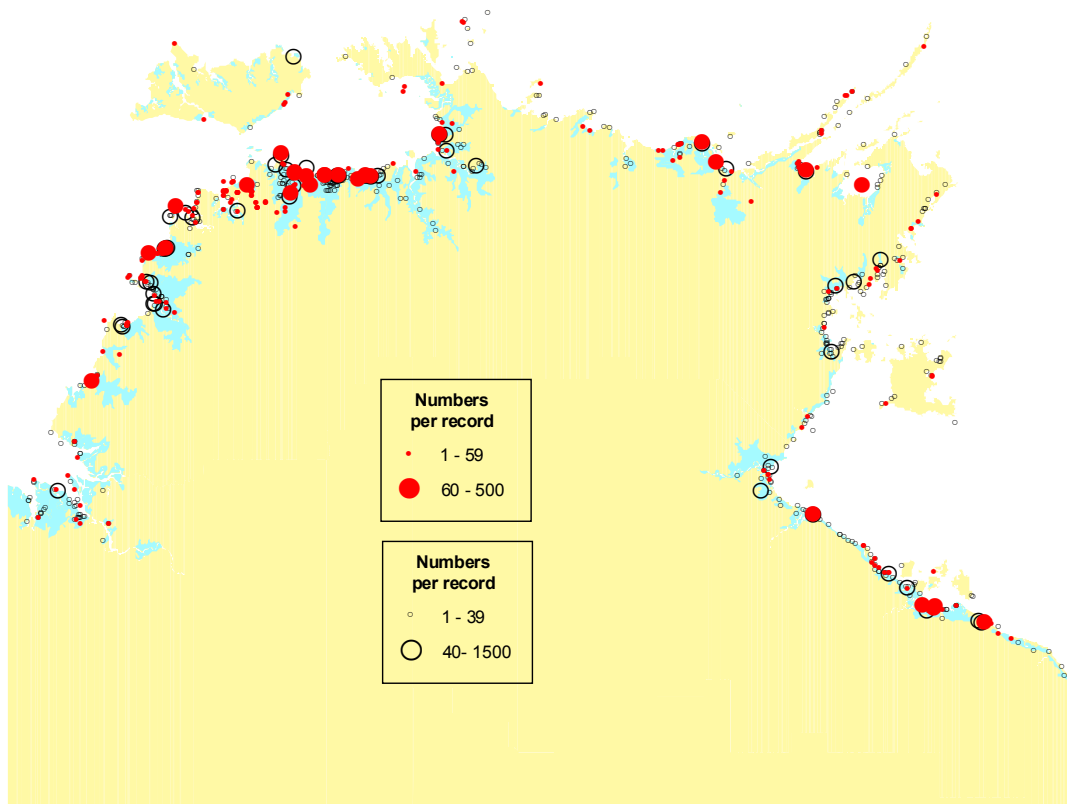 Numbers
per record
1 - 59
60 - 500
Numbers
per record
1 - 39
40- 1500